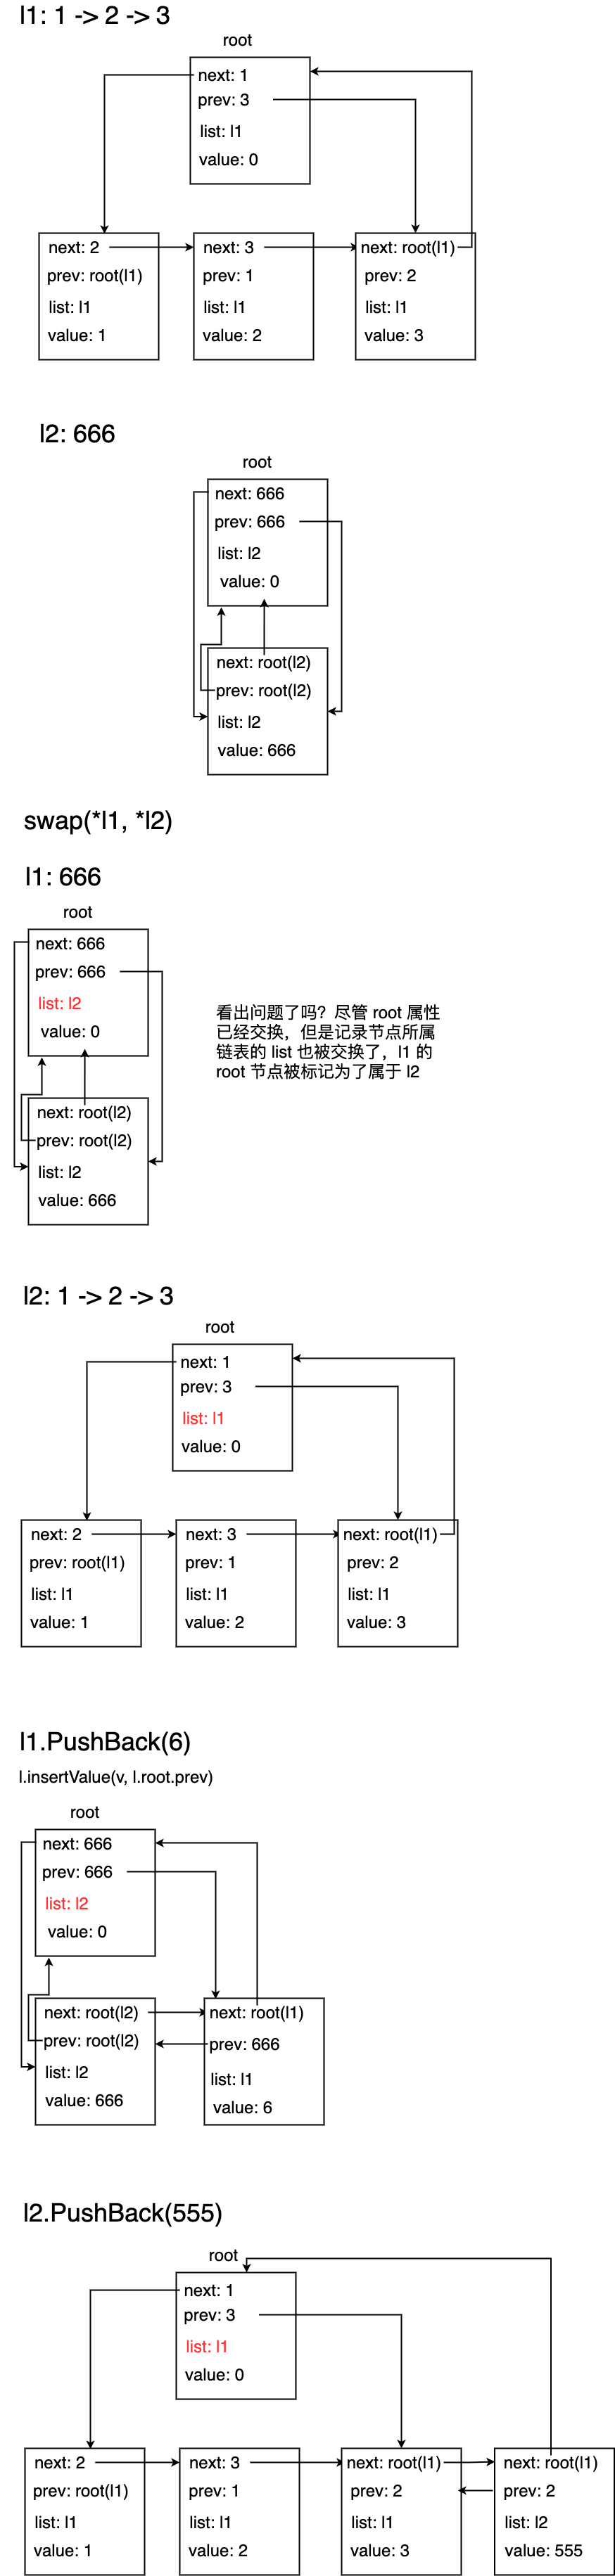 l1: 1 -> 2 -> 3
root
next: 1
prev: 3
list: l1
value: 0
next: 2
prev: root(l1)
list: l1
value: 1
next: 3
prev: 1
list: l1
value: 2
next: root(l1)
prev: 2
list: l1
value: 3
l2: 666
root
next: 666
prev: 666
list: l2
value: 0
next: root(l2)
prev: root(l2)
list: l2
value: 666
swap(*l1, *l2)
l1: 666
root
next: 666
prev: 666
list: l2
value: 0
next: root(l2)
prev: root(l2)
list: l2
value: 666
看出问题了吗？尽管 root 属性
已经交换，但是记录节点所属
链表的 list 也被交换了，l1 的
root 节点被标记为了属于 l2
l2: 1 -> 2 -> 3
root
next: 1
prev: 3
list: l1
value: 0
next: 2
prev: root(l1)
list: l1
value: 1
next: 3
prev: 1
list: l1
value: 2
next: root(l1)
prev: 2
list: l1
value: 3
l1.PushBack(6)
l.insertValue(v, l.root.prev)
root
next: 666
prev: 666
list: l2
value: 0
next: root(l2)
prev: root(l2)
list: l2
value: 666
next: root(l1)
prev: 666
list: l1
value: 6
l2.PushBack(555)
root
next: 1
prev: 3
list: l1
value: 0
next: 2
prev: root(l1)
list: l1
value: 1
next: 3
prev: 1
list: l1
value: 2
next: root(l1)
prev: 2
list: l1
value: 3
next: root(l1)
prev: 2
list: l2
value: 555